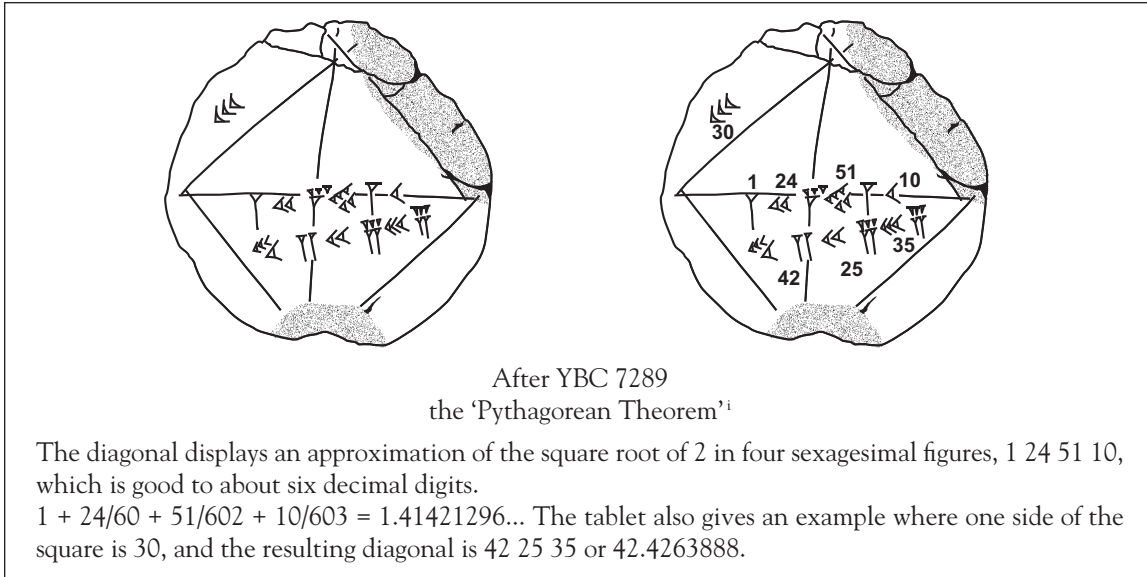 30
1 24 51 10
42 25 35
After YBC 7289
the ‘Pythagorean Theorem’ i
The diagonal displays an approximation of the square root of 2 in four sexagesimal figures, 1 24 51 10,
which is good to about six decimal digits.
1 + 24/60 + 51/602 + 10/603 = 1.41421296... The tablet also gives an example where one side of the
square is 30, and the resulting diagonal is 42 25 35 or 42.4263888.